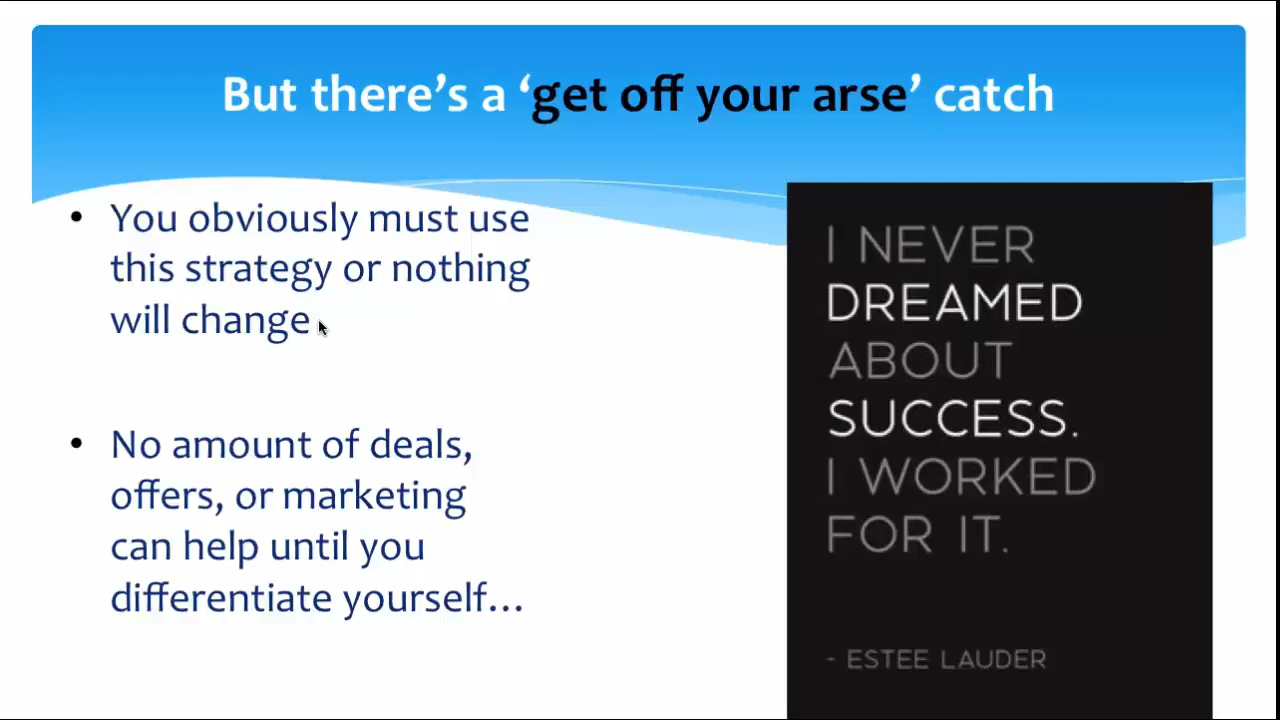 But there’s a ‘get off your arse’ catch
• You obviously must use
this strategy or nothing
will change
• No amount of deals,
offers, or marketing
can help until you
differentiate yourself…
I NEVER
DREAMED
ABOUT
SUCCESS.
I WORKED
FOR IT.
- ESTEE LAUDER